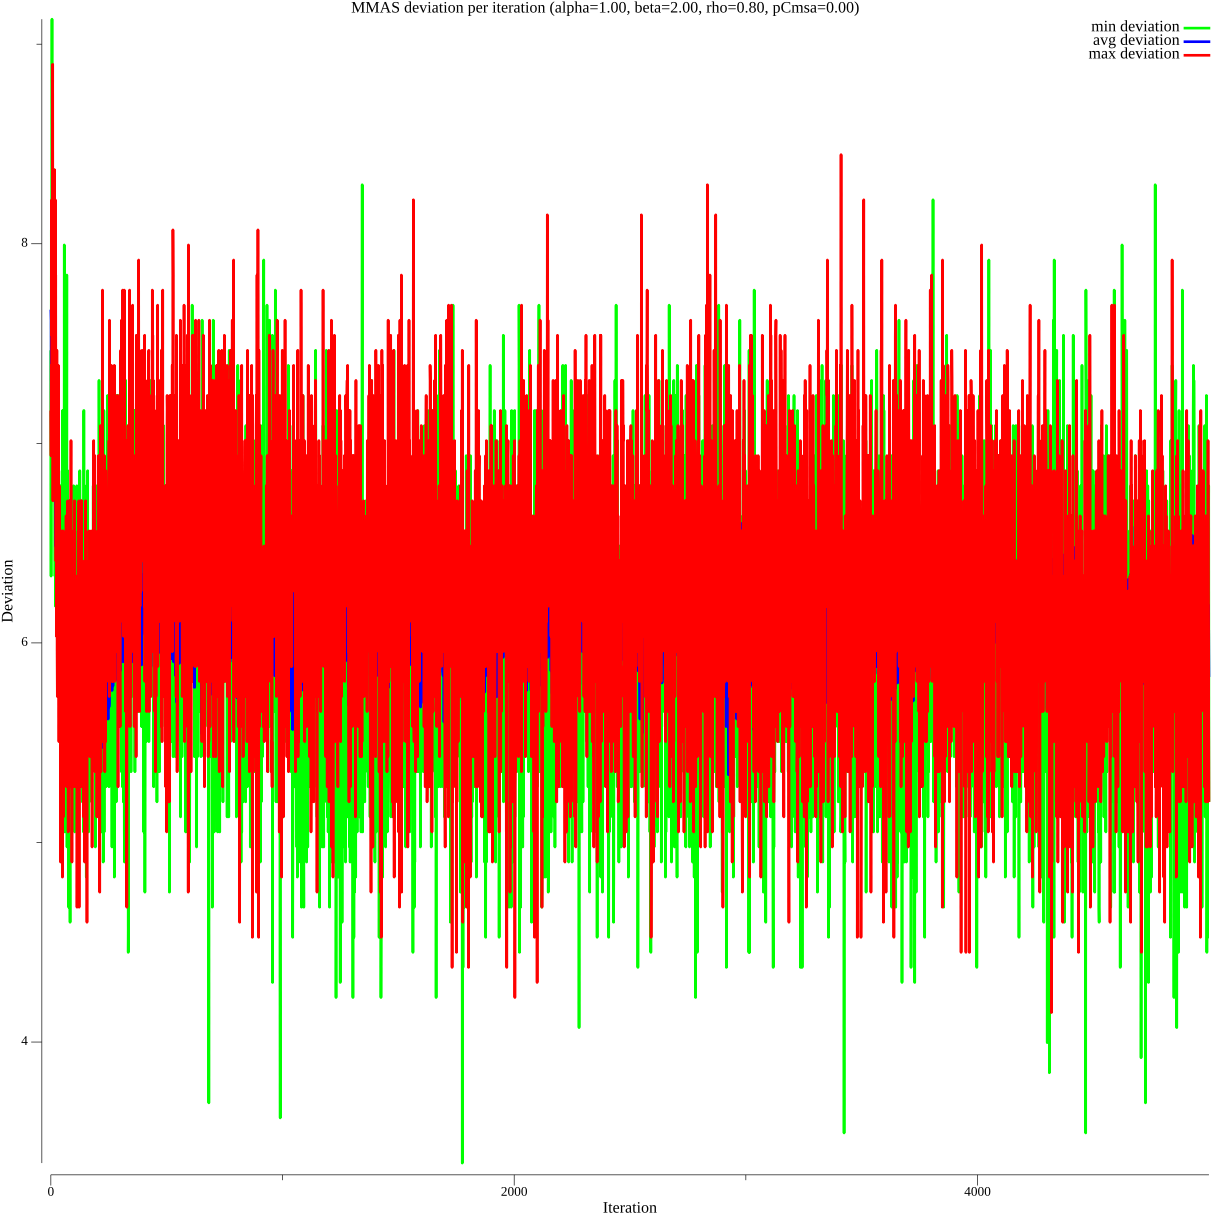 MMAS deviation per iteration (alpha=1.00, beta=2.00, rho=0.80, pCmsa=0.00)
min deviation
avg deviation
max deviation
8
6
4
Deviation
0
2000
4000
Iteration